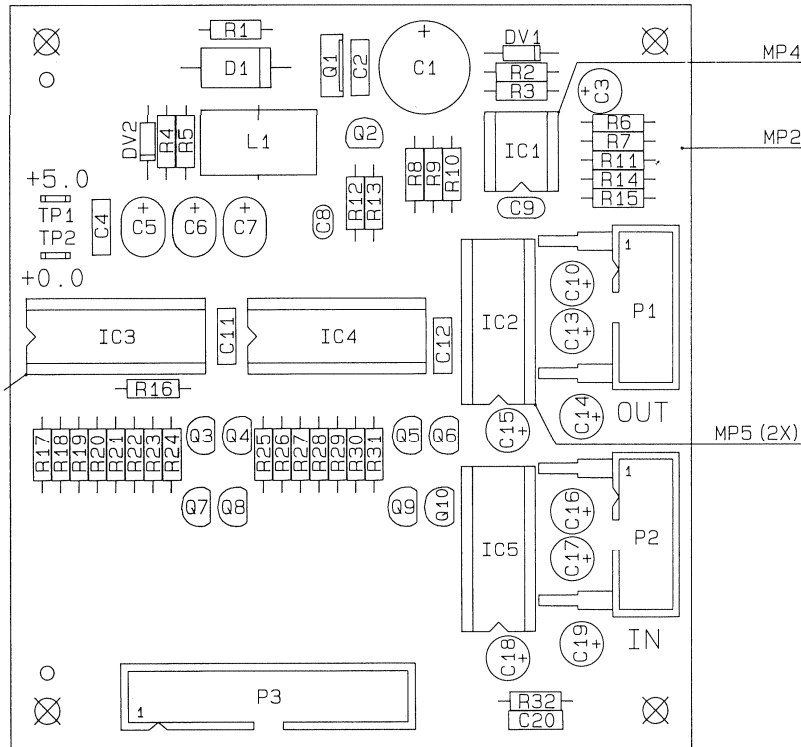 R1
DV1
MP4
D1
Q1
C2
C1
R2
R3
C3
R6
DV2
R4
R5
L1
Q2
IC1
R7
MP2
R8
R9
R10
R11
R14
R15
R12
R13
+5.0
TP1
TP2
+0.0
C4
C5
C6
C7
C8
C9
1
C10
C13
P1
IC2
IC3
C11
IC4
C12
R16
C14
OUT
C15
R17
R18
R19
R20
R21
R22
R23
R24
Q3
Q4
R25
R26
R27
R28
R29
R30
R31
Q5
Q6
MP5 (2X)
Q7
Q8
Q9
Q10
1
C16
C17
P2
IC5
C18
C19
IN
P3
1
R32
C20